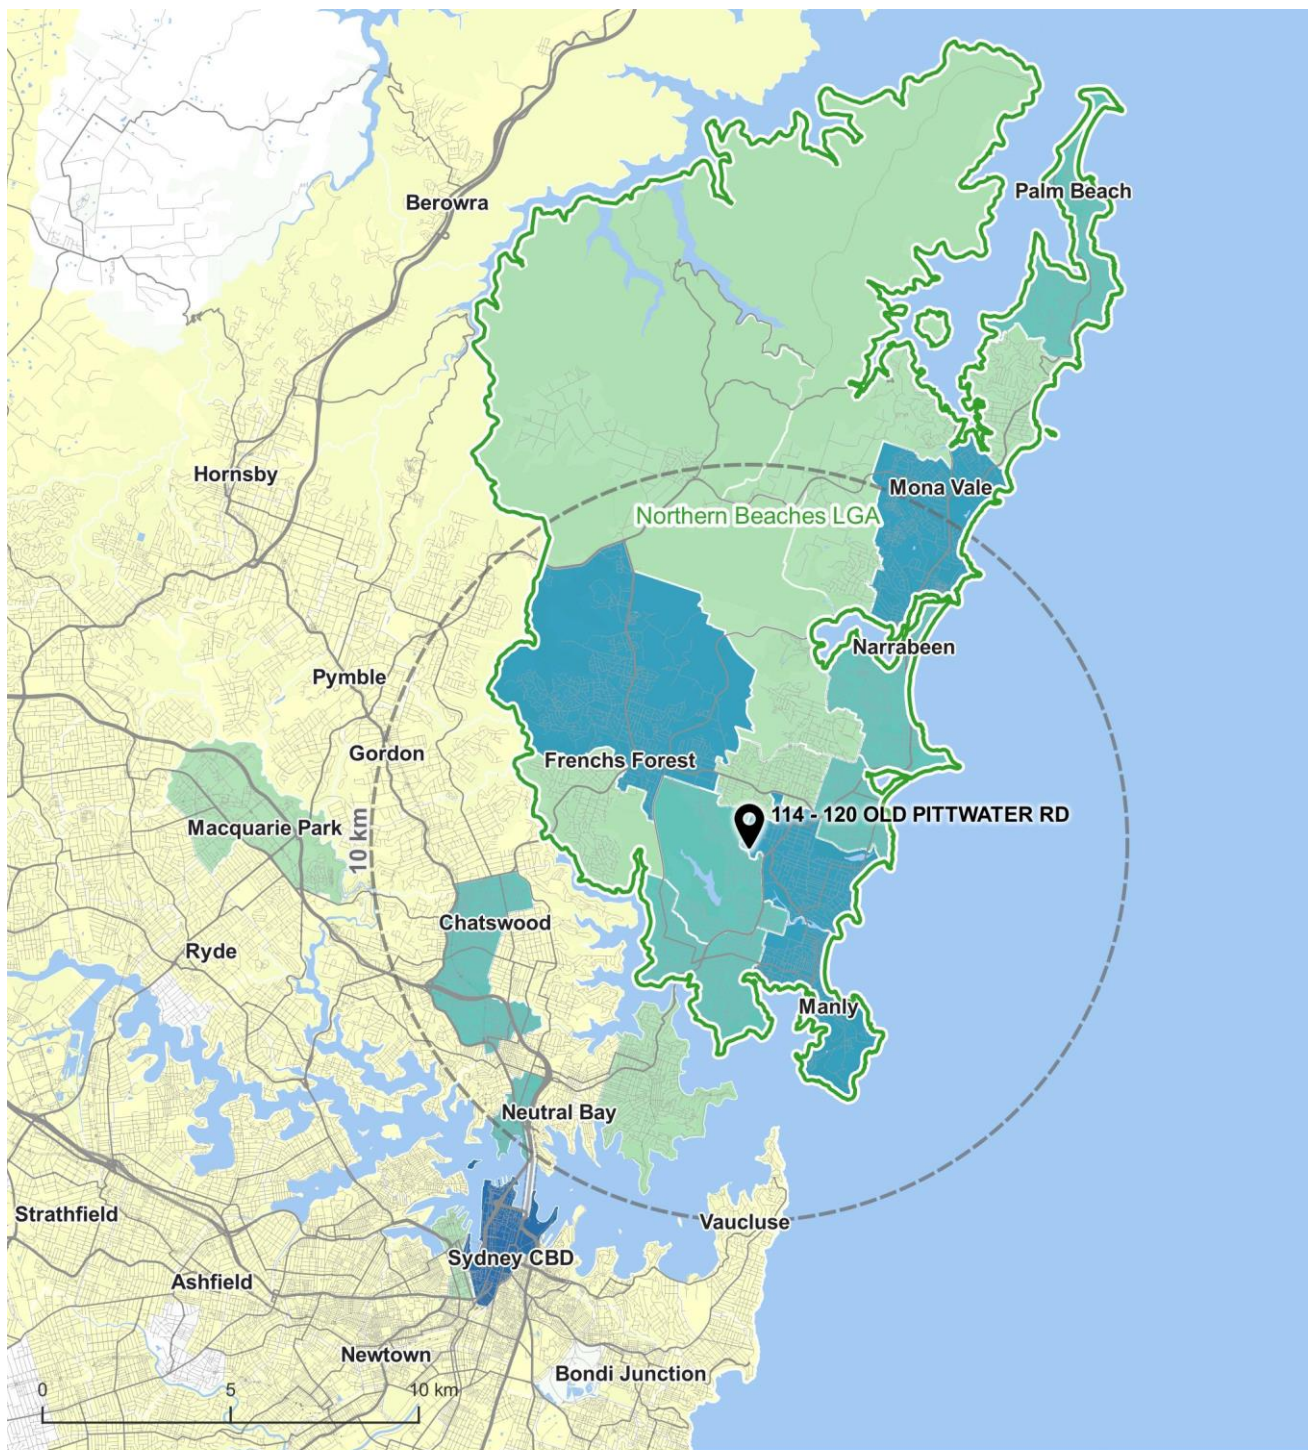 Palm Beach
Berowra
Hornsby
Mona Vale
Northern Beaches LGA
Narrabeen
Pymble
Gordon
Frenchs Forest
114 - 120 OLD PITTWATER RD
Macquarie Park
10 km
Chatswood
Ryde
Manly
Neutral Bay
Strathfield
Vaucluse
Sydney CBD
Ashfield
Newtown
Bondi Junction
0 5 10 km